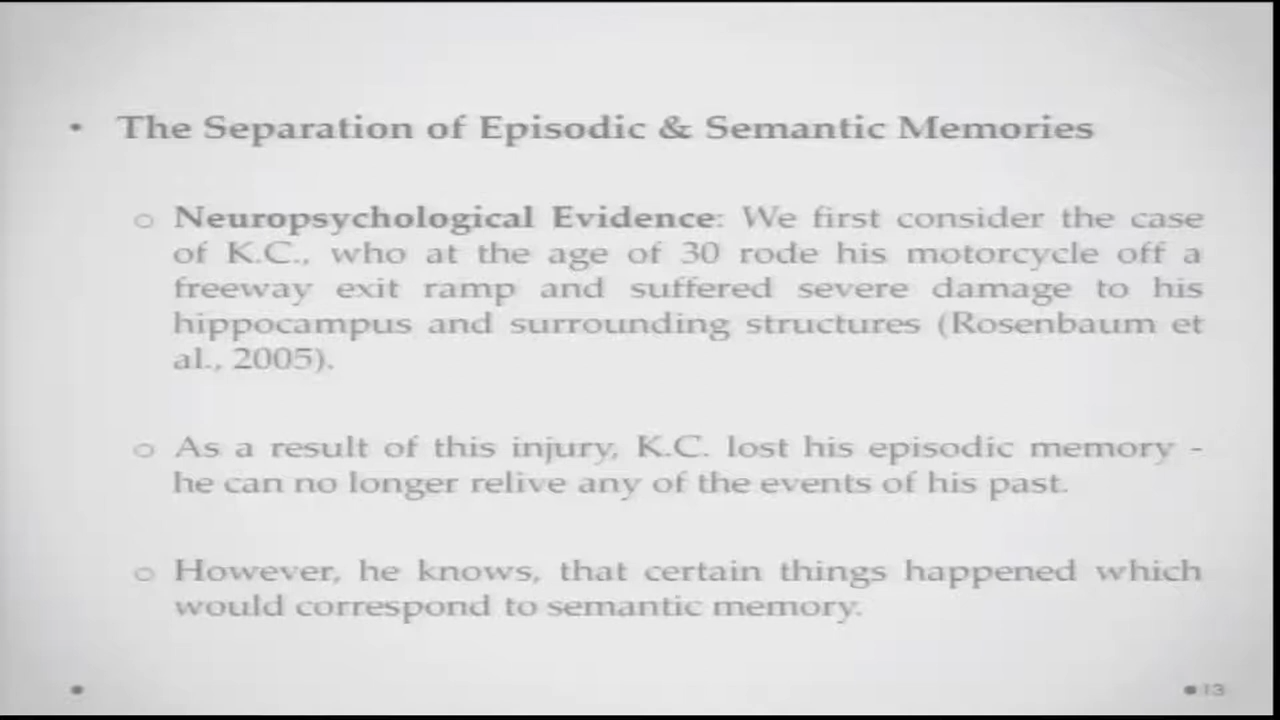 • The Separation of Episodic & Semantic Memories
o Neuropsychological Evidence: We first consider the case
of K.C., who at the age of 30 rode his motorcycle off a
freeway exit ramp and suffered severe damage to his
hippocampus and surrounding structures (Rosenbaum et
al., 2005).
o As a result of this injury, K.C. lost his episodic memory -
he can no longer relive any of the events of his past.
o However, he knows, that certain things happened which
would correspond to semantic memory.
• 13